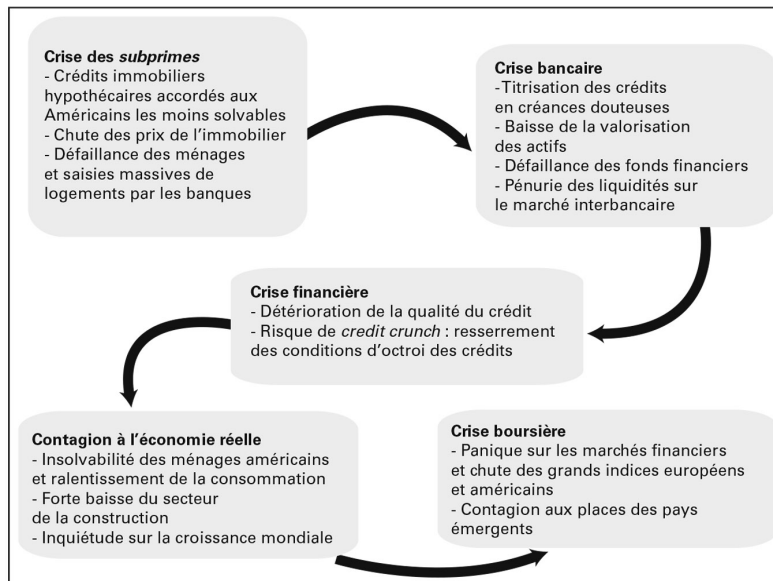 Crise des subprimes
- Crédits immobiliers
hypothécaires accordés aux
Américains les moins solvables
- Chute des prix de l'immobilier
- Défaillance des ménages
et saisies massives de
logements par les banques
Crise bancaire
-Titrisation des crédits
en créances douteuses
- Baisse de la valorisation
des actifs
- Défaillance des fonds financiers
- Pénurie des liquidités sur
le marché interbancaire
Crise financière
- Détérioration de la qualité du crédit
- Risque de credit crunch : resserrement
des conditions d'octroi des crédits
Contagion à l'économie réelle
- Insolvabilité des ménages américains
et ralentissement de la consommation
- Forte baisse du secteur
de la construction
- Inquiétude sur la croissance mondiale
Crise boursière
- Panique sur les marchés financiers
et chute des grands indices européens
et américains
- Contagion aux places des pays
émergents